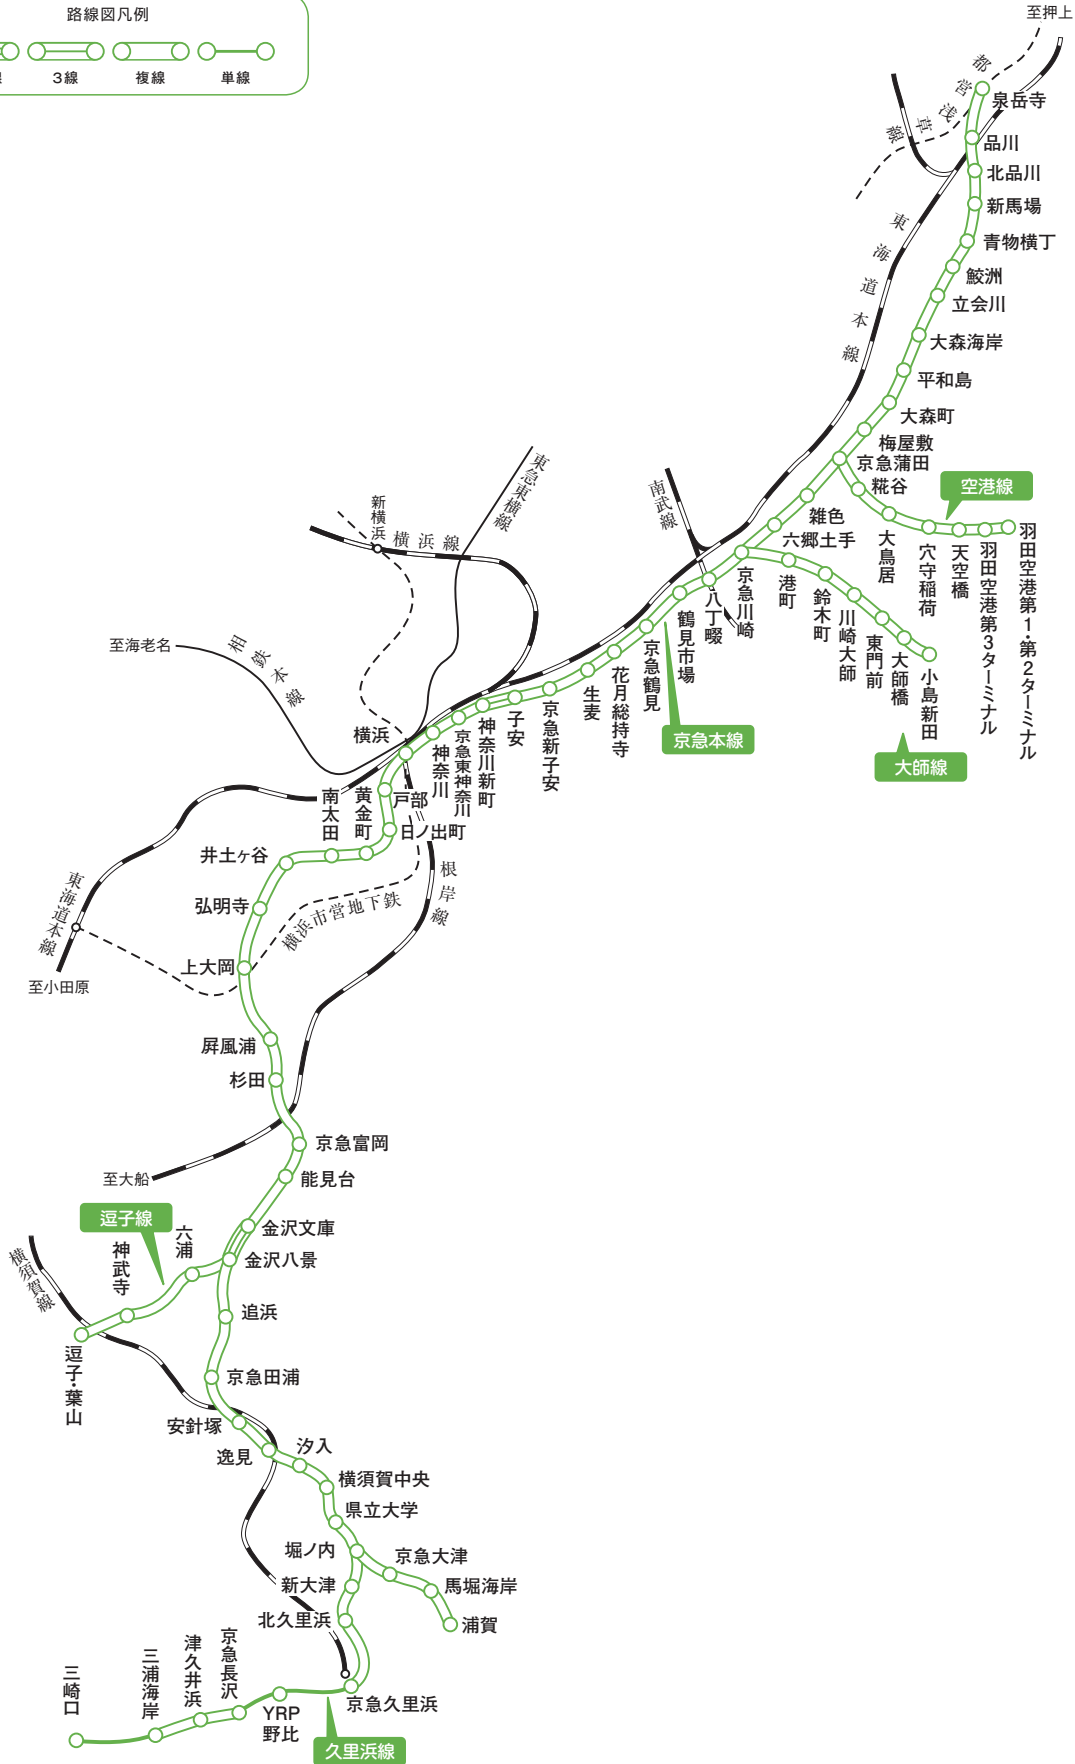 路線図凡例
線
3線
複線
単線
至押上
都営浅草線
泉岳寺
品川
北品川
新馬場
青物横丁
鮫洲
立会川
大森海岸
平和島
大森町
梅屋敷
京急蒲田
東海道本線
空港線
糀谷
大鳥居
穴守稲荷
天空橋
羽田空港第3ターミナル
羽田空港第1・第2ターミナル
雑色
六郷土手
京急川崎
港町
鈴木町
川崎大師
東門前
大師橋
小島新田
大師線
南武線
八丁畷
鶴見市場
京急鶴見
京急本線
花月総持寺
生麦
京急新子安
子安
神奈川新町
京急東神奈川
神奈川
横浜
東急東横線
新横浜
横浜線
至海老名
相鉄本線
戸部
日ノ出町
黄金町
南太田
井土ヶ谷
弘明寺
上大岡
横浜市営地下鉄
根岸線
東海道本線
至小田原
屏風浦
杉田
京急富岡
至大船
能見台
金沢文庫
金沢八景
逗子線
六浦
神武寺
逗子・葉山
横須賀線
追浜
京急田浦
安針塚
逸見
汐入
横須賀中央
県立大学
堀ノ内
京急大津
馬堀海岸
浦賀
新大津
北久里浜
京急久里浜
久里浜線
YRP
野比
京急長沢
津久井浜
三浦海岸
三崎口